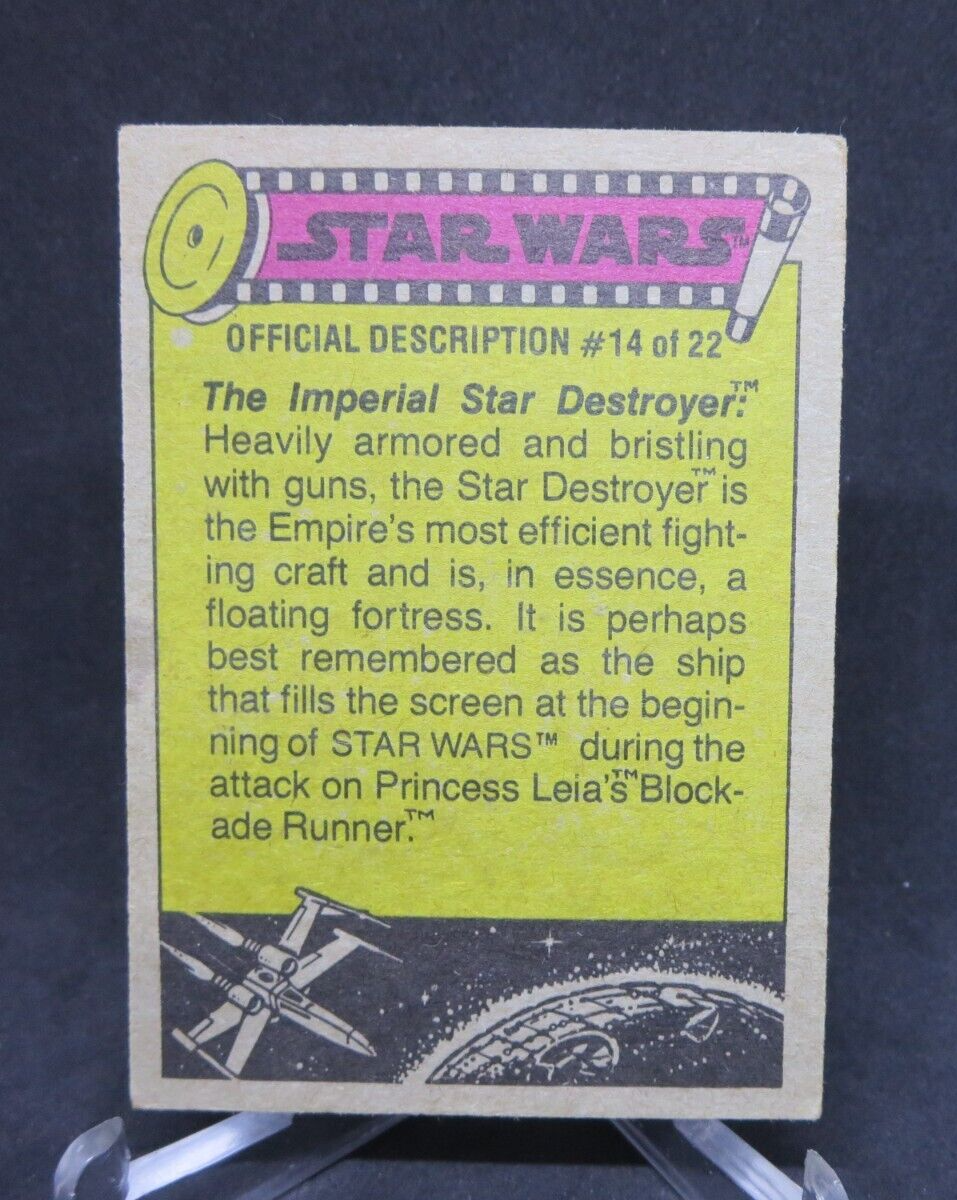 STAR WARS™
OFFICIAL DESCRIPTION #14 of 22
The Imperial Star Destroyer:™
Heavily armored and bristling
with guns, the Star Destroyer™ is
the Empire's most efficient fight-
ing craft and is, in essence, a
floating fortress. It is perhaps
best remembered as the ship
that fills the screen at the begin-
ning of STAR WARS™ during the
attack on Princess Leia's™ Block-
ade Runner.™